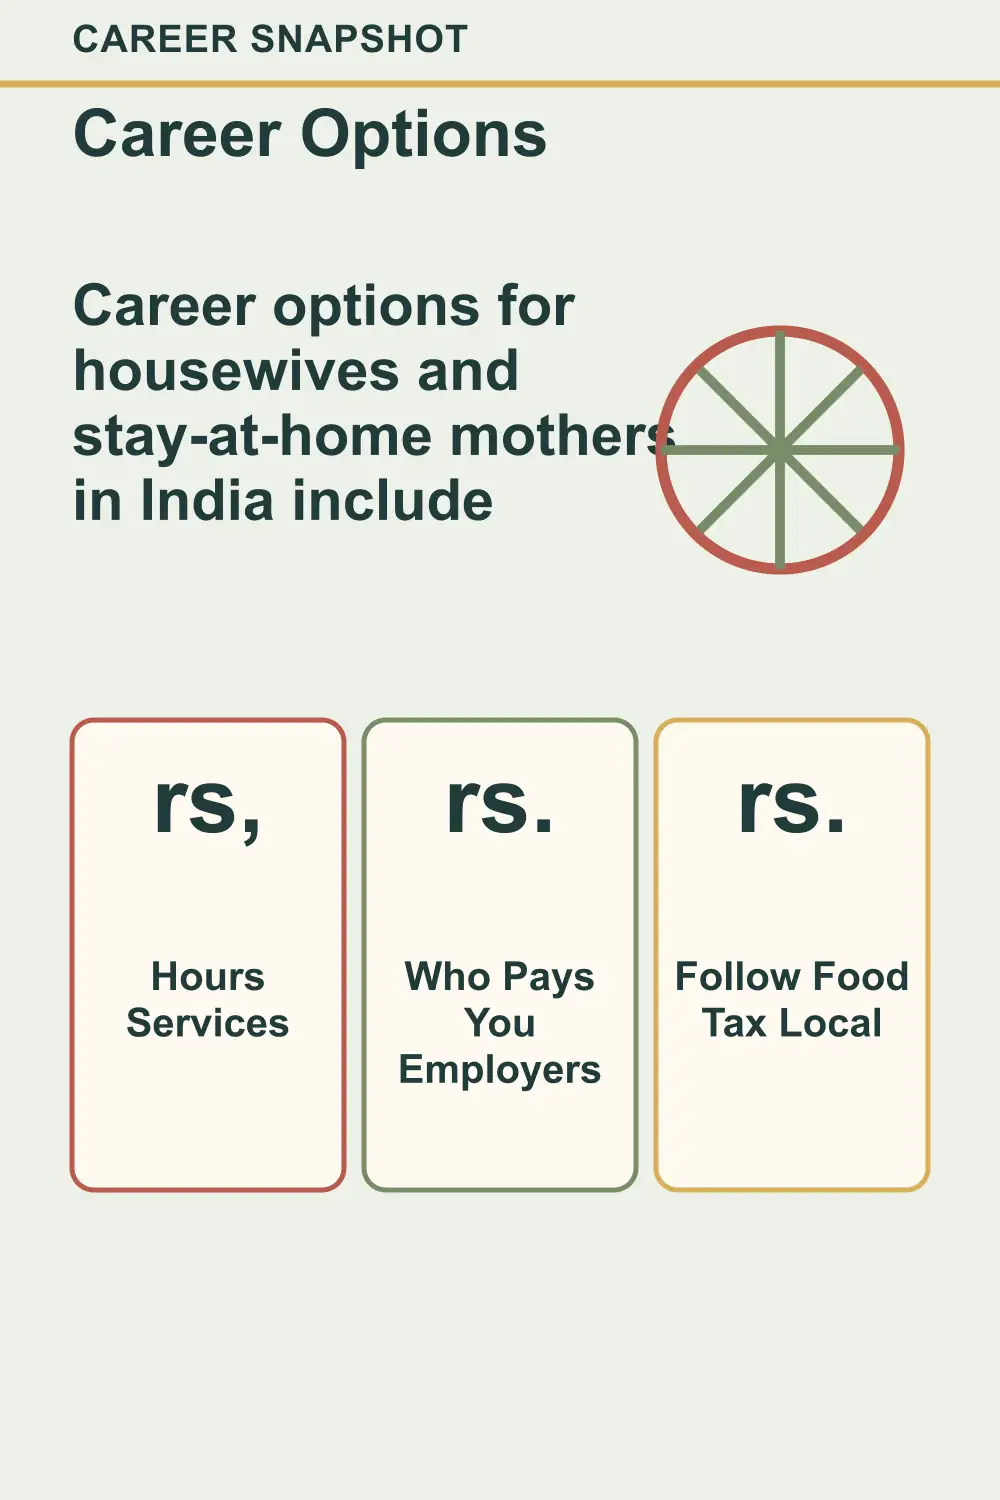 CAREER SNAPSHOT
Career Options
Career options for
housewives and
stay-at-home mothers
in India include
rs,
Hours
Services
rs.
Who Pays
You
Employers
rs.
Follow Food
Tax Local